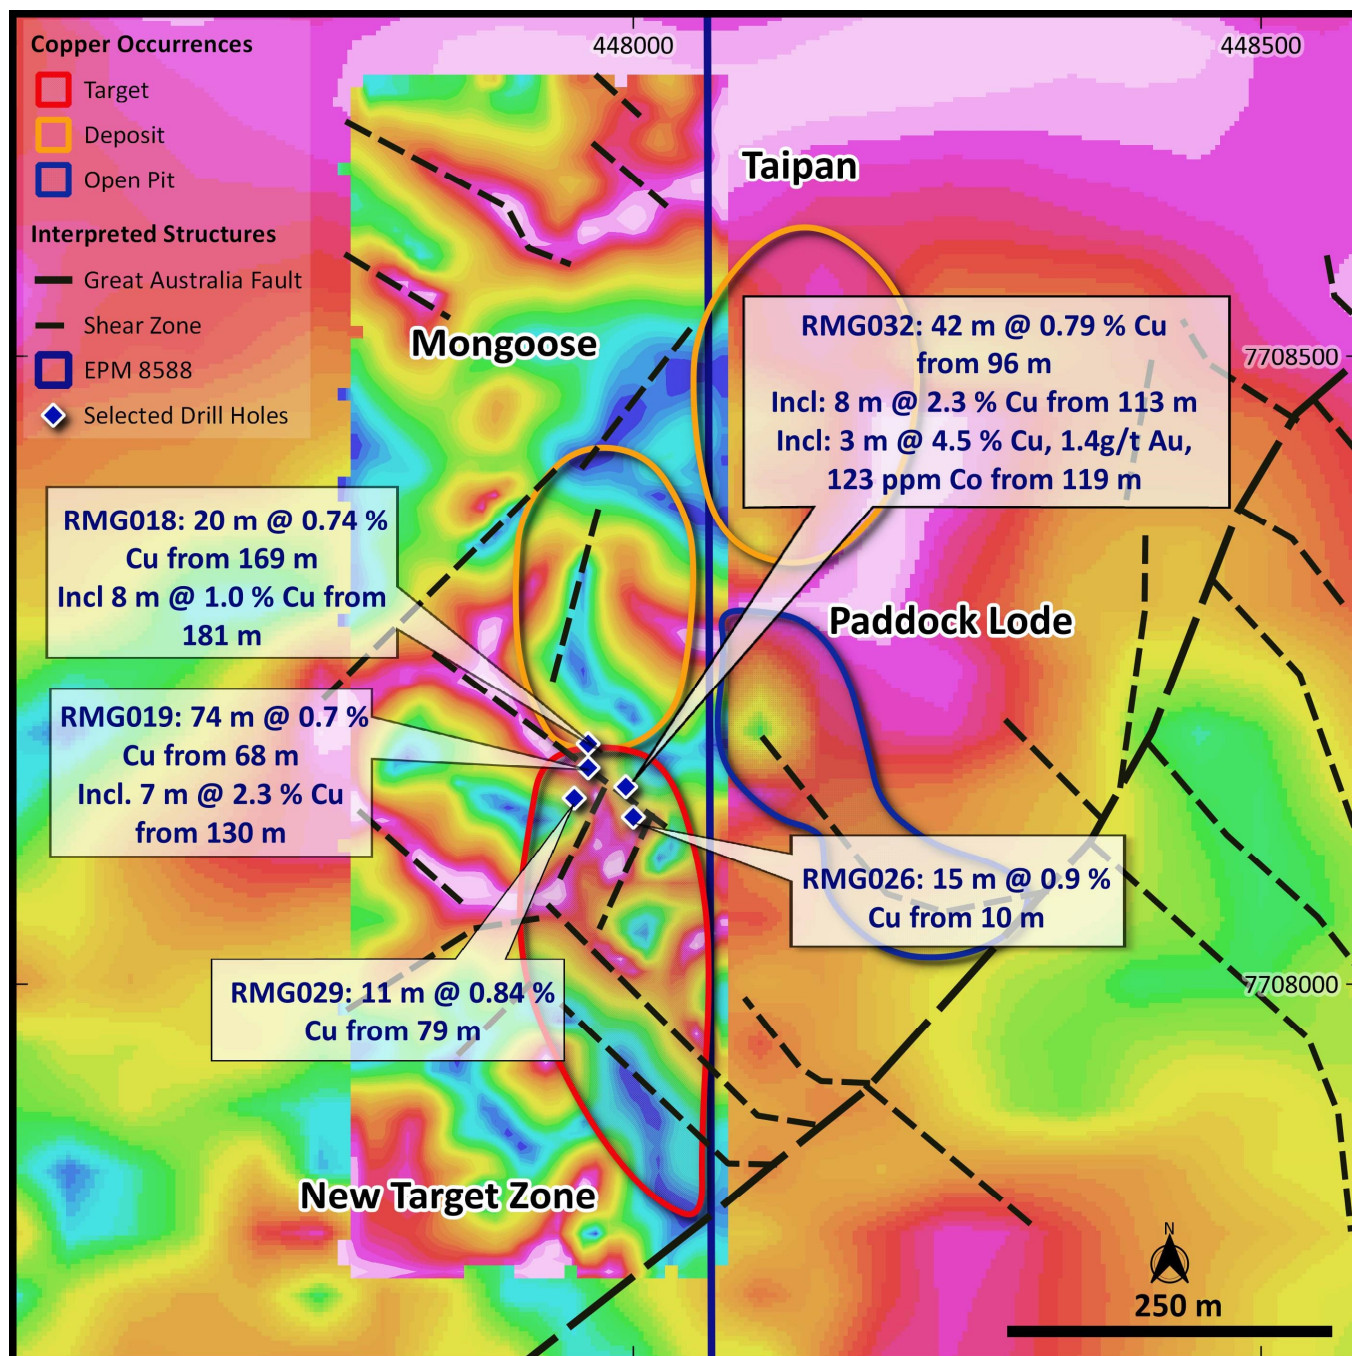 Copper Occurrences
Target
Deposit
Open Pit
Interpreted Structures
Great Australia Fault
Shear Zone
EPM 8588
Selected Drill Holes
448000
448500
Taipan
Mongoose
7708500
RMG032: 42 m @ 0.79 % Cu
from 96 m
Incl: 8 m @ 2.3 % Cu from 113 m
Incl: 3 m @ 4.5 % Cu, 1.4g/t Au,
123 ppm Co from 119 m
RMG018: 20 m @ 0.74 %
Cu from 169 m
Incl 8 m @ 1.0 % Cu from
181 m
Paddock Lode
RMG019: 74 m @ 0.7 %
Cu from 68 m
Incl. 7 m @ 2.3 % Cu
from 130 m
RMG026: 15 m @ 0.9 %
Cu from 10 m
RMG029: 11 m @ 0.84 %
Cu from 79 m
7708000
New Target Zone
N
250 m